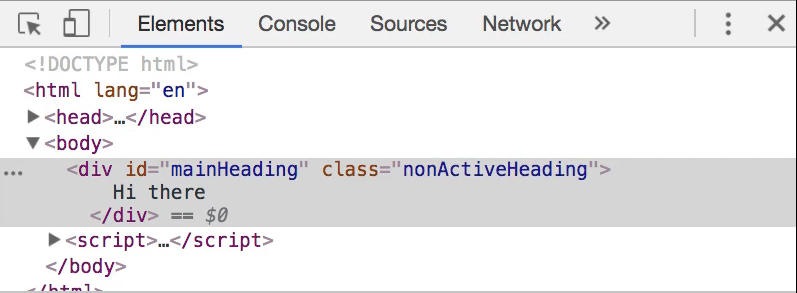 Elements Console Sources Network »
<!DOCTYPE html>
<html lang="en">
▶<head>…</head>
▼<body>
… <div id="mainHeading" class="nonActiveHeading">
Hi there
</div> == $0
▶<script>…</script>
</body>
</html>